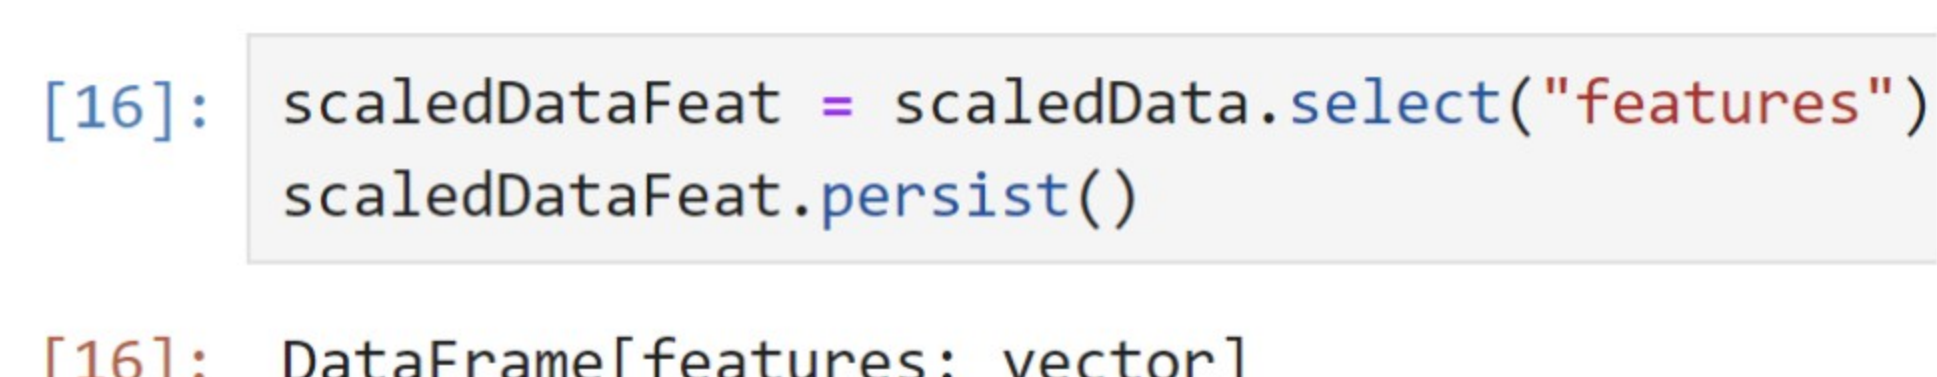 [16]: scaledDataFeat = scaledData.select("features")
scaledDataFeat.persist()
[16]: DataFrame[features: vector]